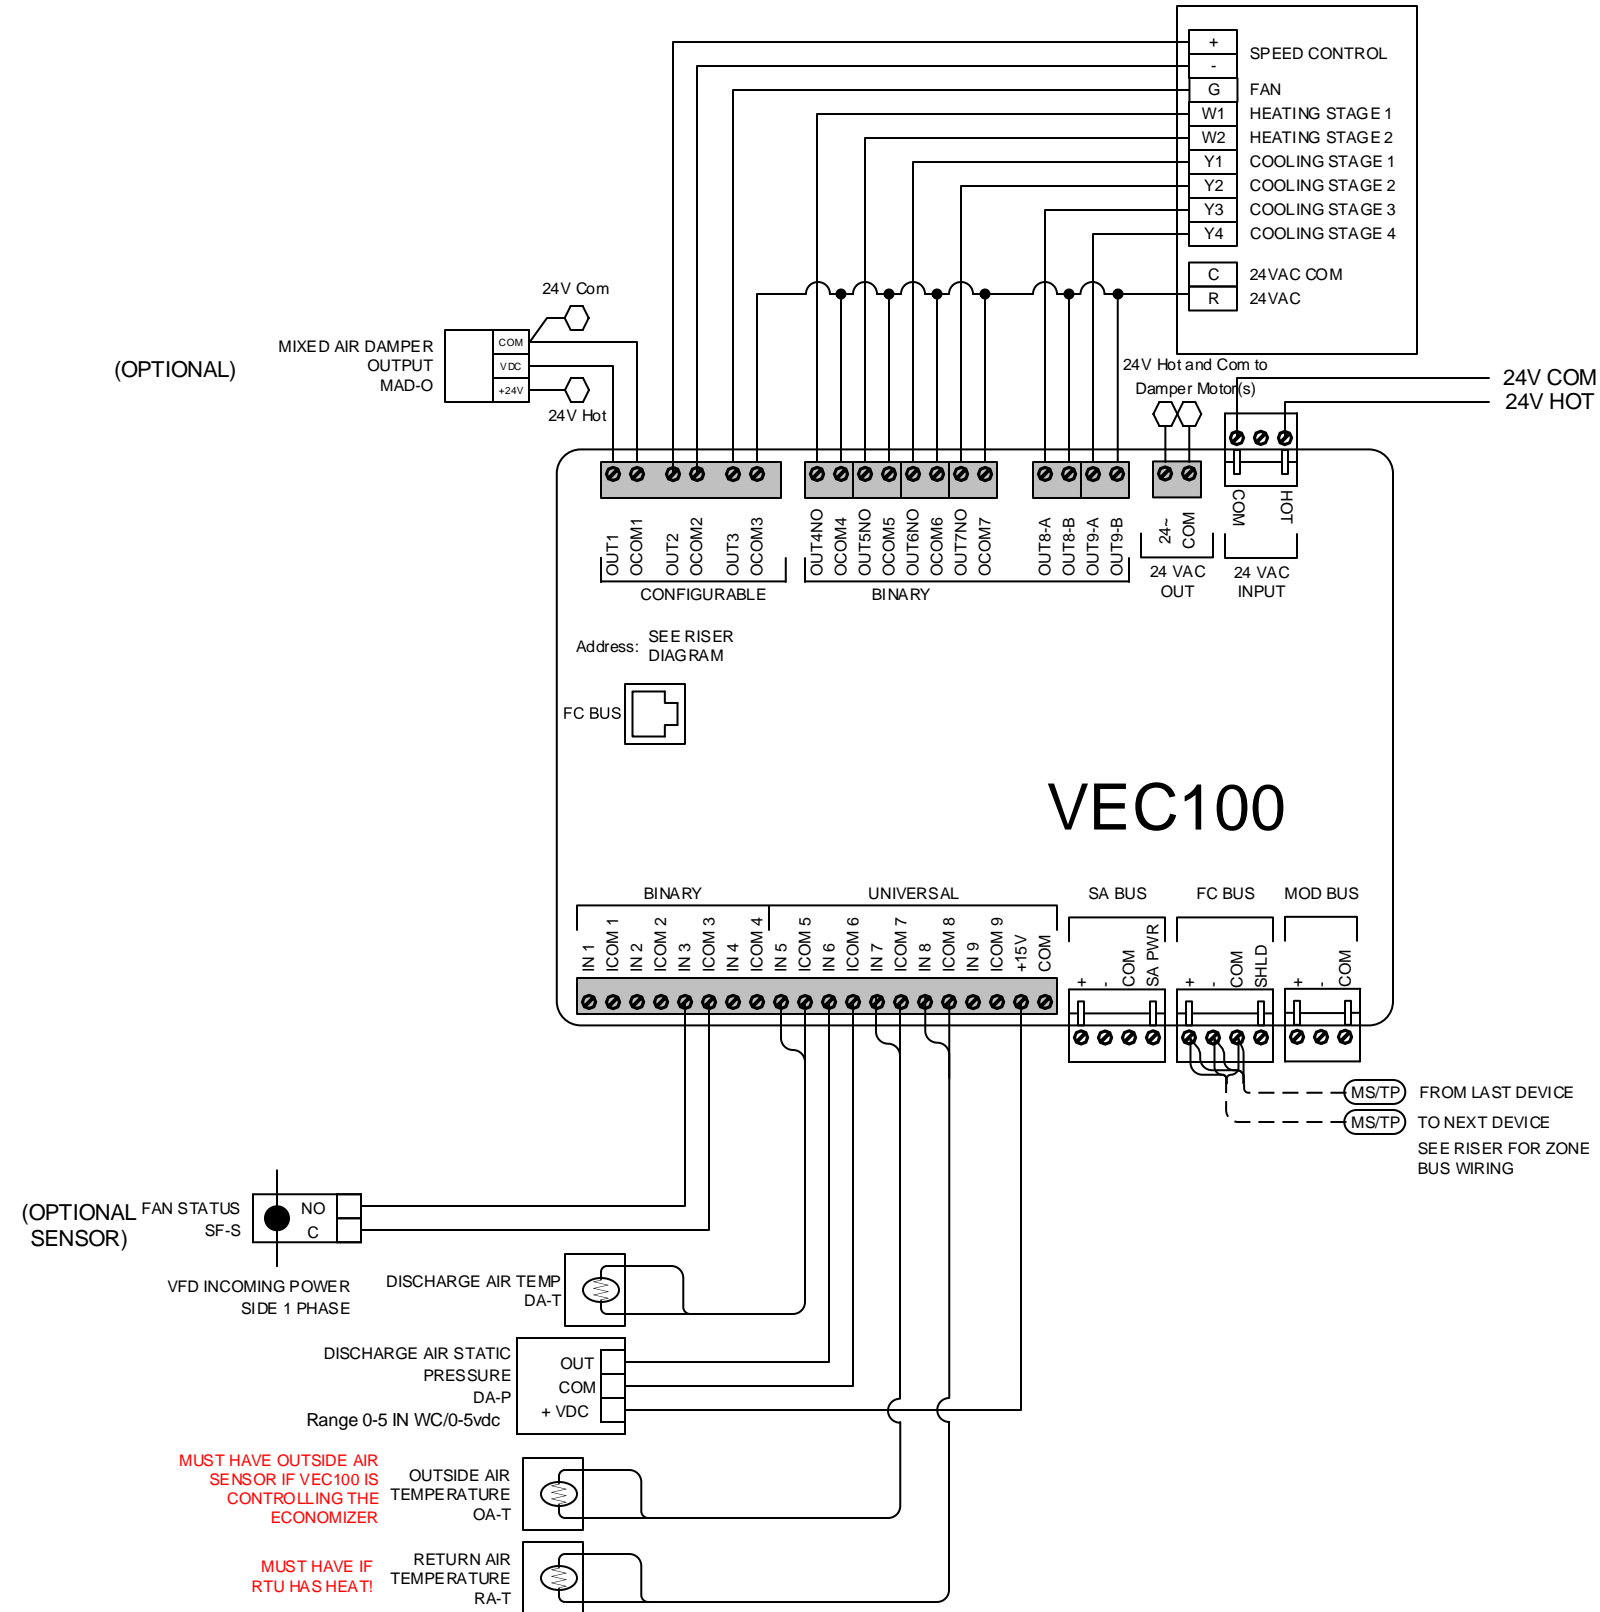 +
SPEED CONTROL
-
G FAN
W1 HEATING STAGE 1
W2 HEATING STAGE 2
Y1 COOLING STAGE 1
Y2 COOLING STAGE 2
Y3 COOLING STAGE 3
Y4 COOLING STAGE 4
C 24VAC COM
R 24VAC
24V Com
(OPTIONAL)
MIXED AIR DAMPER
OUTPUT
MAD-O
COM
VDC
+24V
24V Hot
24V Hot and Com to
Damper Motor(s)
24V COM
24V HOT
OUT1
OCOM1
OUT2
OCOM2
OUT3
OCOM3
CONFIGURABLE
OUT4NO
OCOM4
OUT5NO
OCOM5
OUT6NO
OCOM6
OUT7NO
OCOM7
OUT8-A
OUT8-B
OUT9-A
OUT9-B
BINARY
24~
COM
24 VAC
OUT
COM
HOT
24 VAC
INPUT
Address:
SEE RISER
DIAGRAM
FC BUS
VEC100
BINARY
UNIVERSAL
SA BUS
FC BUS
MOD BUS
IN 1
ICOM 1
IN 2
ICOM 2
IN 3
ICOM 3
IN 4
ICOM 4
IN 5
ICOM 5
IN 6
ICOM 6
IN 7
ICOM 7
IN 8
ICOM 8
IN 9
ICOM 9
+15V
COM
+
-
COM
SA PWR
+
-
COM
SHLD
+
-
COM
MS/TP FROM LAST DEVICE
MS/TP TO NEXT DEVICE
SEE RISER FOR ZONE
BUS WIRING
(OPTIONAL
SENSOR)
FAN STATUS
SF-S
NO
C
VFD INCOMING POWER
SIDE 1 PHASE
DISCHARGE AIR TEMP
DA-T
DISCHARGE AIR STATIC
PRESSURE
DA-P
Range 0-5 IN WC/0-5vdc
OUT
COM
+ VDC
MUST HAVE OUTSIDE AIR
SENSOR IF VEC100 IS
CONTROLLING THE
ECONOMIZER
OUTSIDE AIR
TEMPERATURE
OA-T
MUST HAVE IF
RTU HAS HEAT!
RETURN AIR
TEMPERATURE
RA-T